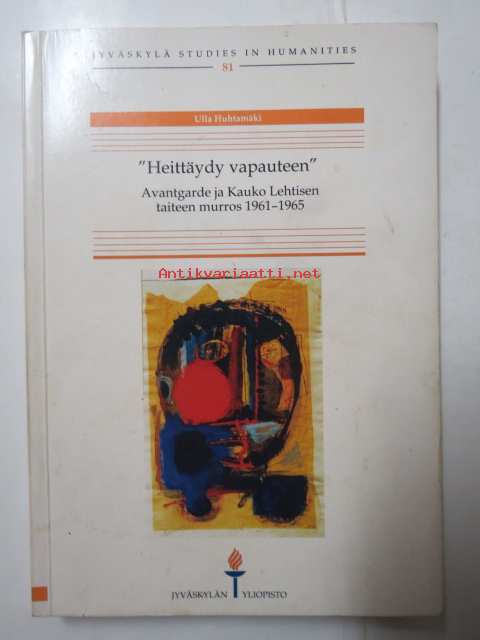 JYVÄSKYLÄ STUDIES IN HUMANITIES
81
Ulla Huhtamäki
"Heittäydy vapauteen"
Avantgarde ja Kauko Lehtisen
taiteen murros 1961–1965
Antikvariaatti.net
JYVÄSKYLÄN YLIOPISTO